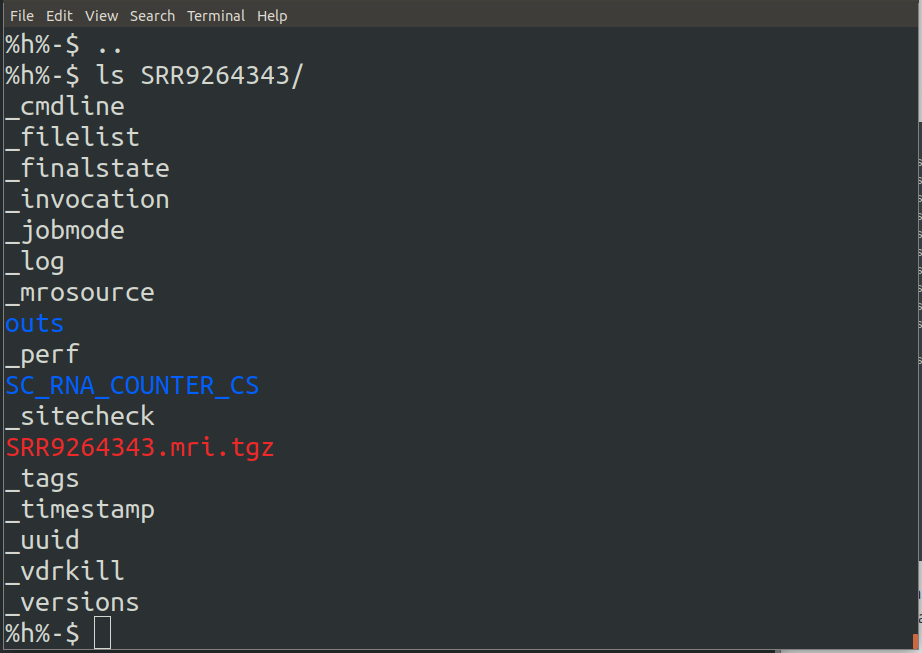 File Edit View Search Terminal Help
%h%-$ ..
%h%-$ ls SRR9264343/
_cmdline
_filelist
_finalstate
_invocation
_jobmode
_log
_mrosource
outs
_perf
SC_RNA_COUNTER_CS
_sitecheck
SRR9264343.mri.tgz
_tags
_timestamp
_uuid
_vdrkill
_versions
%h%-$